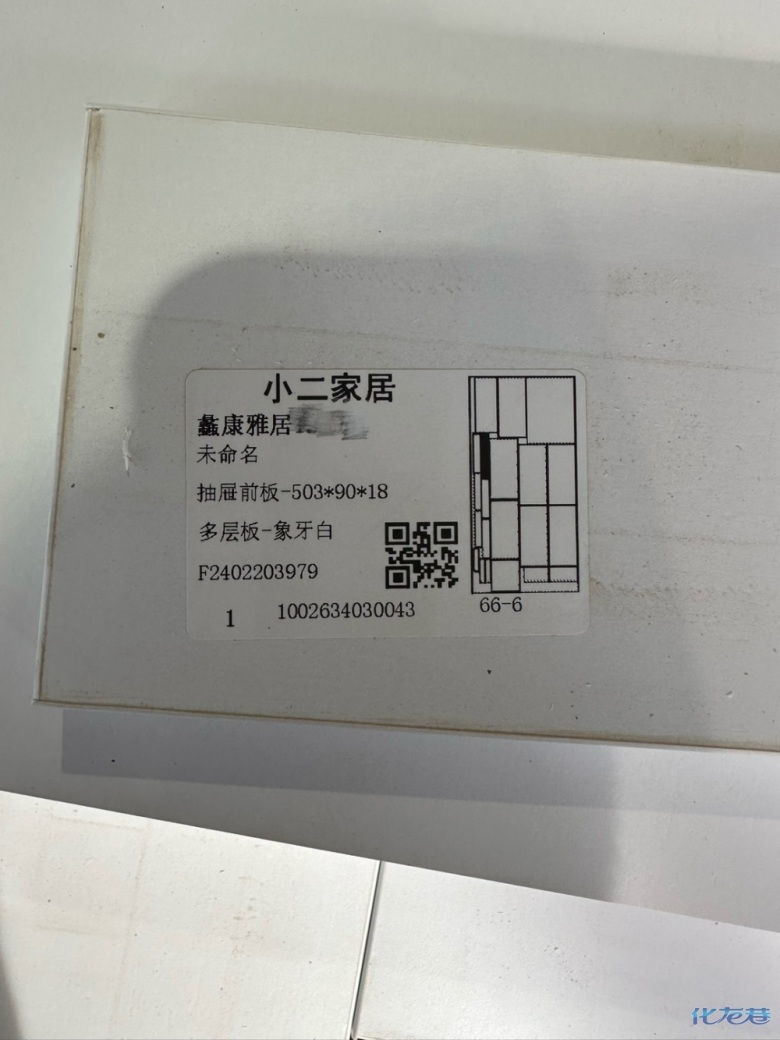 小二家居
蠡康雅居
未命名
抽屉前板-503*90*18
多层板-象牙白
F2402203979
1 1002634030043
66-6
化龙巷